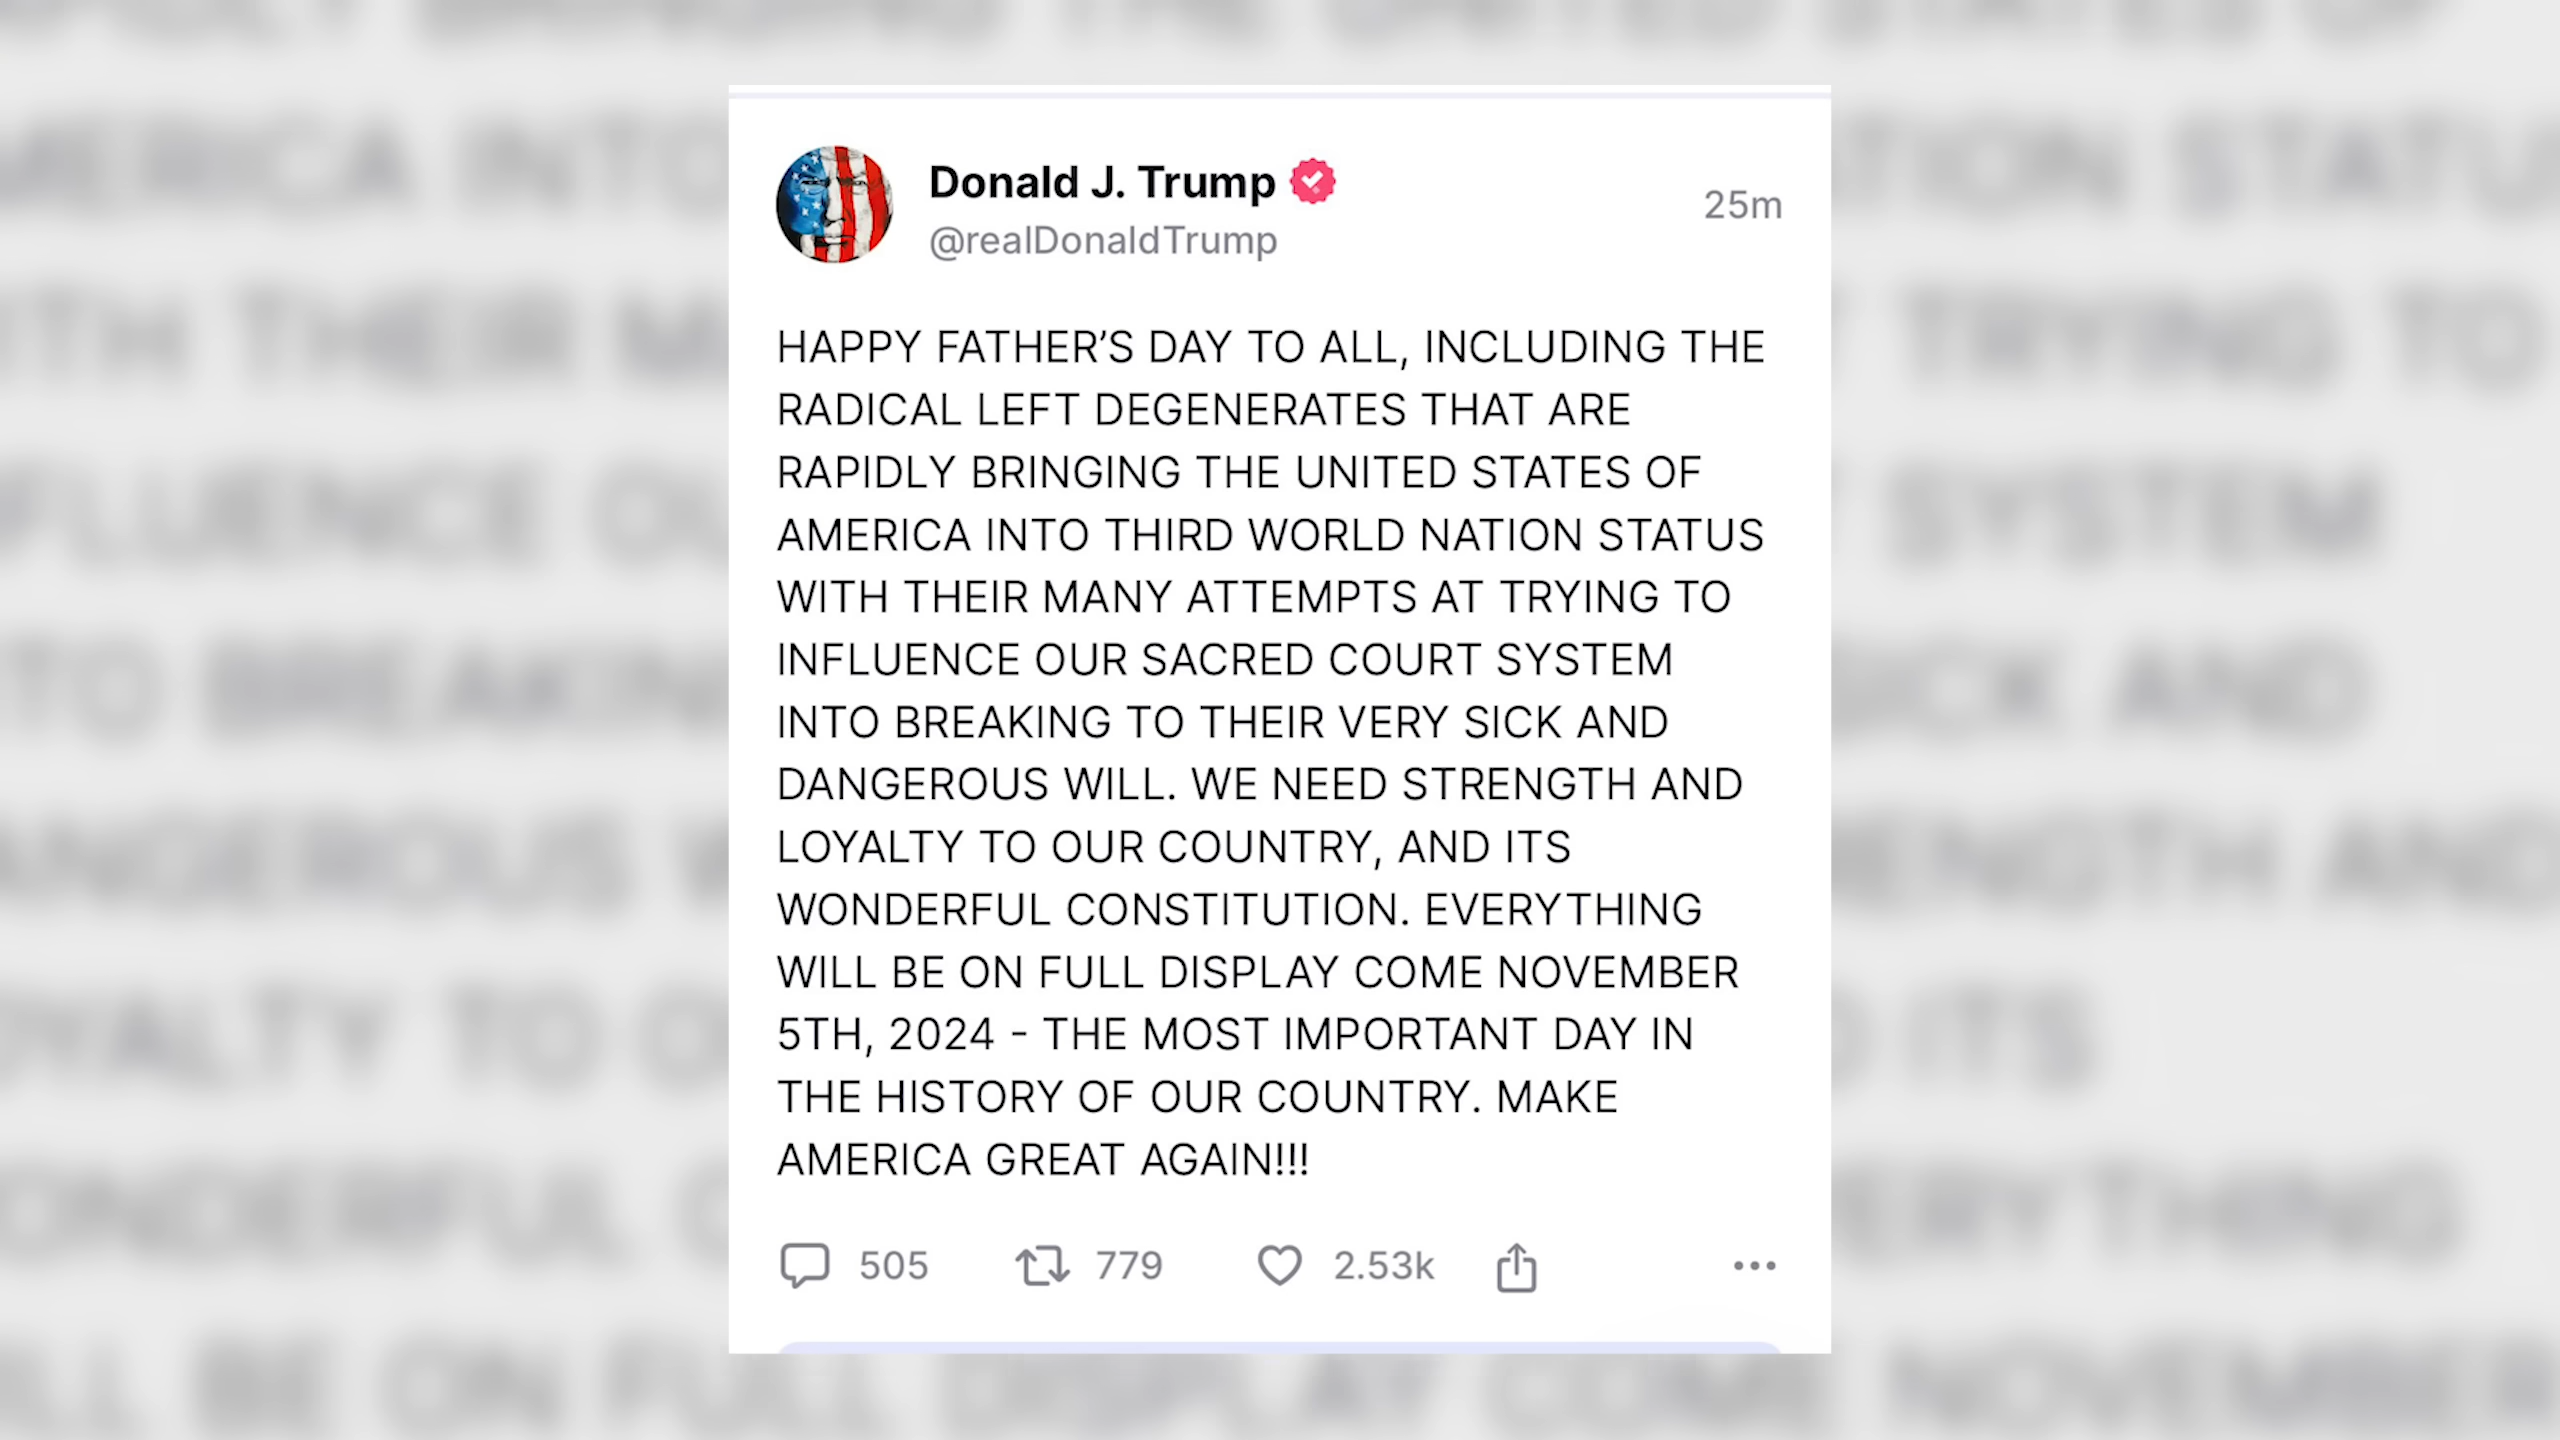 Donald J. Trump
@realDonaldTrump
25m
HAPPY FATHER’S DAY TO ALL, INCLUDING THE
RADICAL LEFT DEGENERATES THAT ARE
RAPIDLY BRINGING THE UNITED STATES OF
AMERICA INTO THIRD WORLD NATION STATUS
WITH THEIR MANY ATTEMPTS AT TRYING TO
INFLUENCE OUR SACRED COURT SYSTEM
INTO BREAKING TO THEIR VERY SICK AND
DANGEROUS WILL. WE NEED STRENGTH AND
LOYALTY TO OUR COUNTRY, AND ITS
WONDERFUL CONSTITUTION. EVERYTHING
WILL BE ON FULL DISPLAY COME NOVEMBER
5TH, 2024 - THE MOST IMPORTANT DAY IN
THE HISTORY OF OUR COUNTRY. MAKE
AMERICA GREAT AGAIN!!!
505 779 2.53k